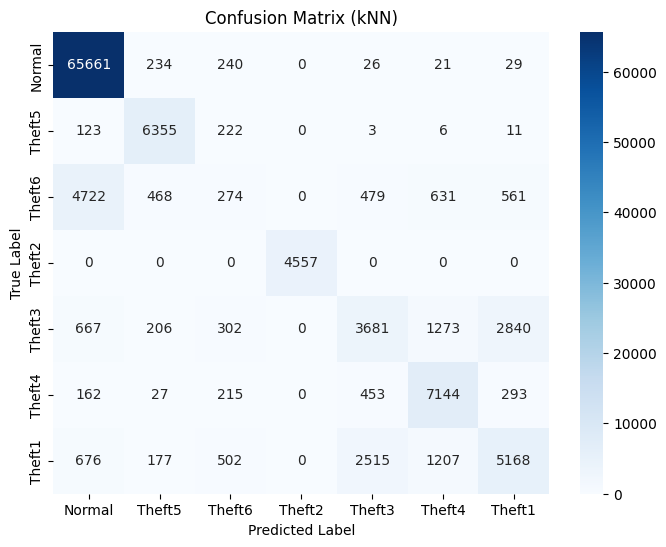 Confusion Matrix (kNN)
Normal 65661 234 240 0 26 21 29
Theft5 123 6355 222 0 3 6 11
Theft6 4722 468 274 0 479 631 561
Theft2 0 0 0 4557 0 0 0
Theft3 667 206 302 0 3681 1273 2840
Theft4 162 27 215 0 453 7144 293
Theft1 676 177 502 0 2515 1207 5168
Normal Theft5 Theft6 Theft2 Theft3 Theft4 Theft1
Predicted Label
True Label
60000
50000
40000
30000
20000
10000
0